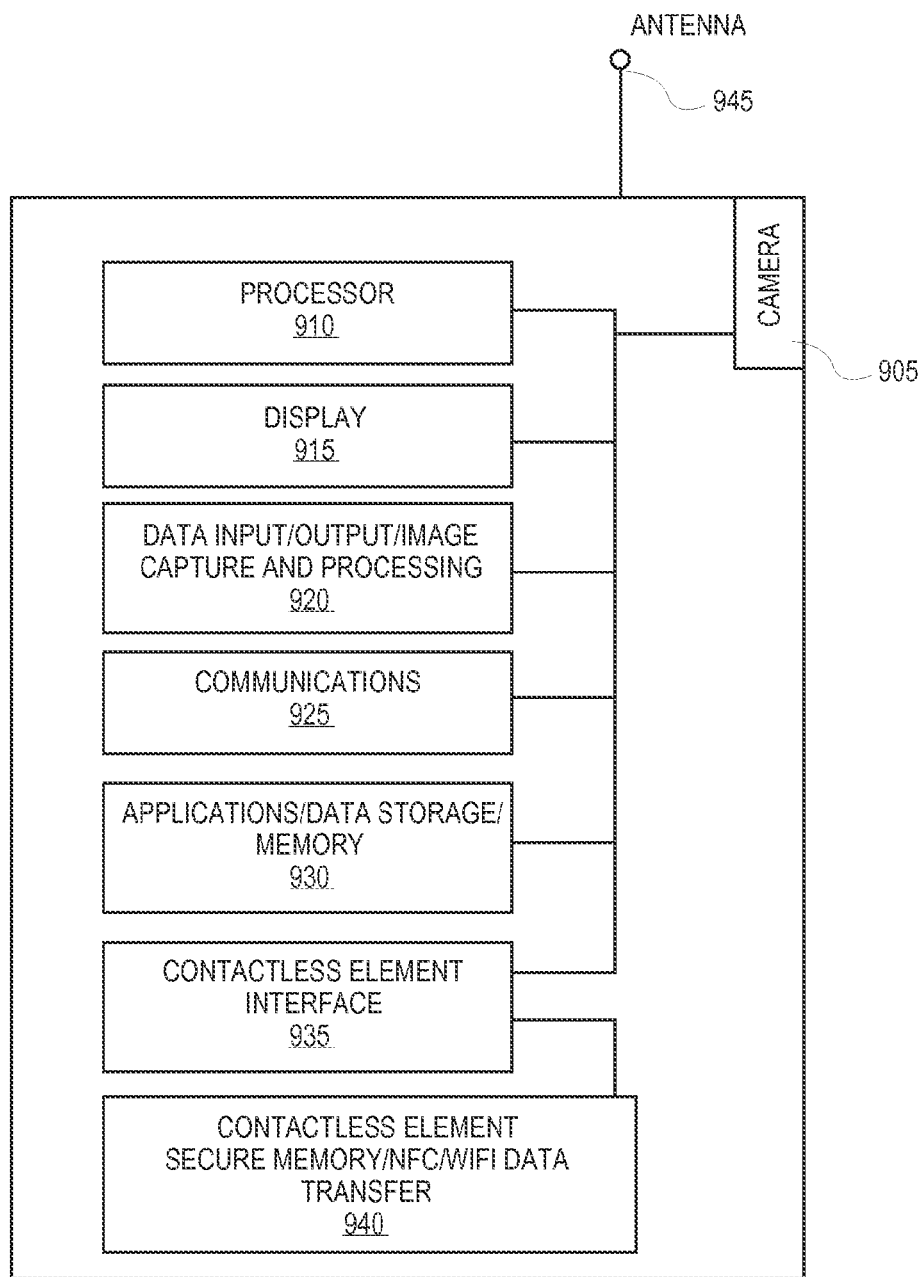 ANTENNA
945
CAMERA
905
PROCESSOR
910
DISPLAY
915
DATA INPUT/OUTPUT/IMAGE
CAPTURE AND PROCESSING
920
COMMUNICATIONS
925
APPLICATIONS/DATA STORAGE/
MEMORY
930
CONTACTLESS ELEMENT
INTERFACE
935
CONTACTLESS ELEMENT
SECURE MEMORY/NFC/WIFI DATA
TRANSFER
940